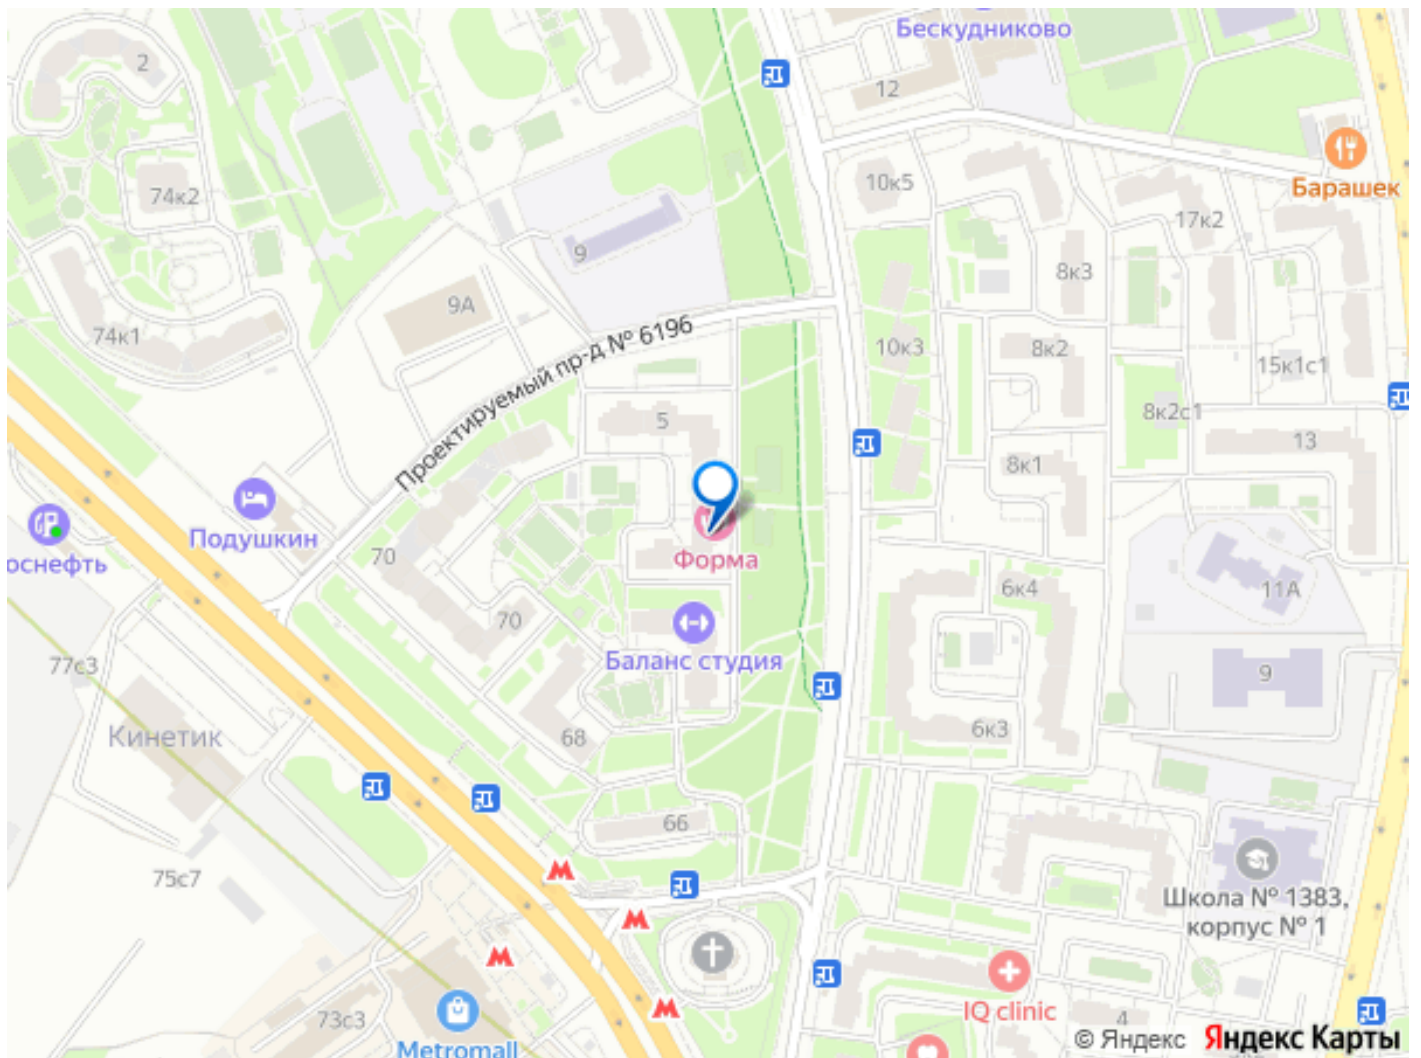 Бескудниково
2
12
Барашек
74к2
10к5
17к2
9
8к3
9А
74к1
Проектируемый пр-д № 6196
10к3
8к2
15к1с1
5
8к2с1
13
8к1
Подушкин
оснефть
Форма
70
6к4
11А
70
Баланс студия
77с3
9
Кинетик
68
6к3
66
75с7
Школа № 1383,
корпус № 1
IQ clinic
73с3
4
Metromall
© Яндекс Яндекс Карты